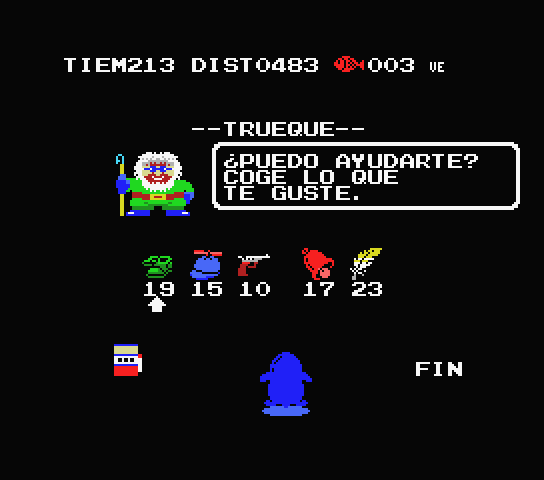 TIEM213 DIST0483 003 VE
--TRUEQUE--
¿PUEDO AYUDARTE?
COGE LO QUE
TE GUSTE.
19 15 10 17 23
FIN